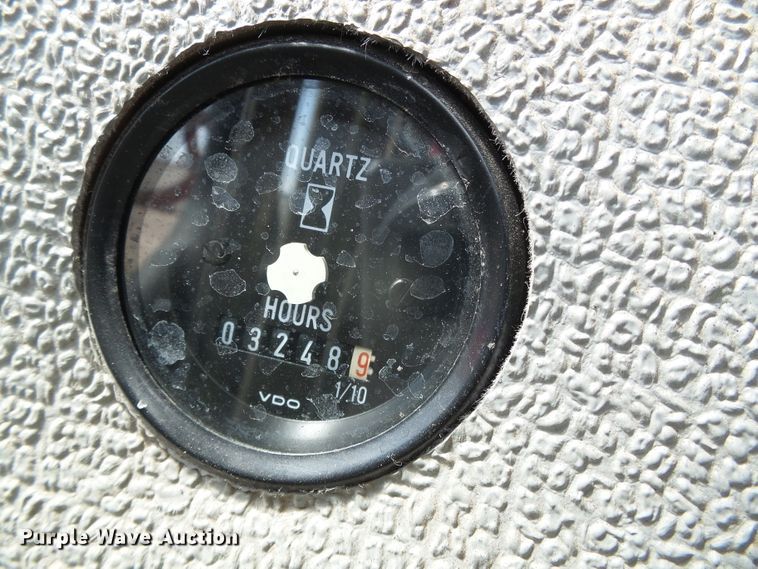 QUARTZ
HOURS
032489
1/10
VDO
Purple Wave Auction